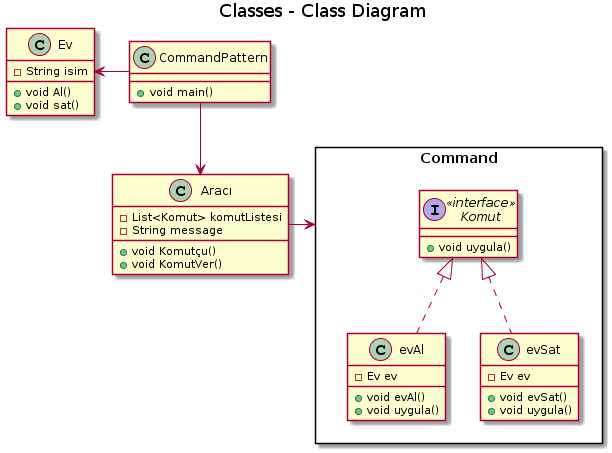 Classes - Class Diagram
C Ev
String isim
void Al()
void sat()
C CommandPattern
void main()
C Aracı
List<Komut> komutListesi
String message
void Komutçu()
void KomutVer()
Command
I «interface»
Komut
void uygula()
C evAl
Ev ev
void evAl()
void uygula()
C evSat
Ev ev
void evSat()
void uygula()